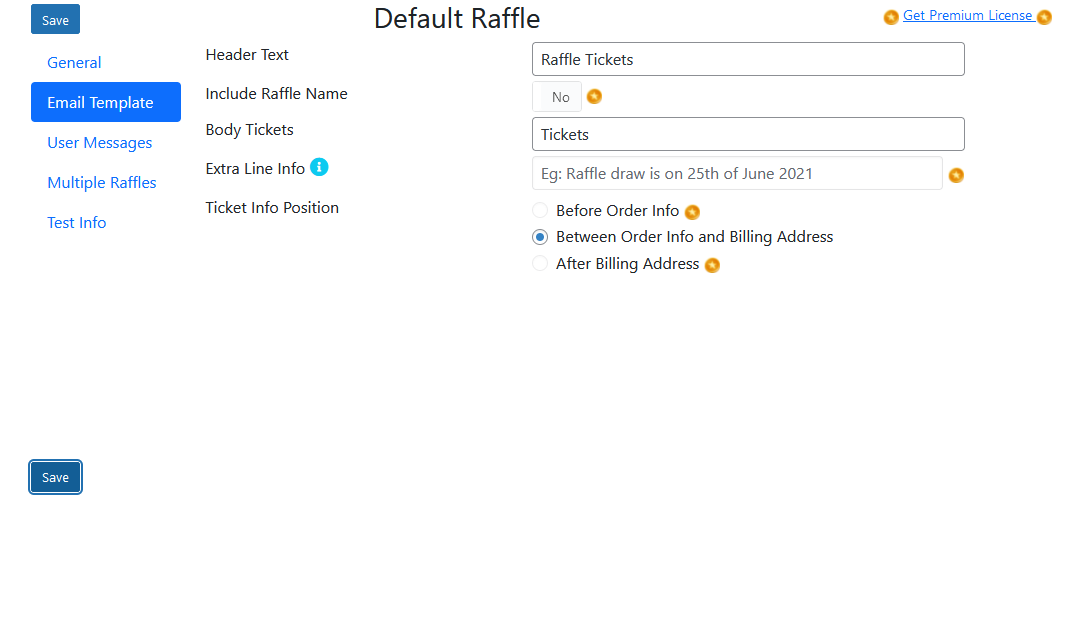 Save
Default Raffle
Get Premium License
General
Email Template
User Messages
Multiple Raffles
Test Info
Header Text
Raffle Tickets
Include Raffle Name
No
Body Tickets
Tickets
Extra Line Info
Eg: Raffle draw is on 25th of June 2021
Ticket Info Position
Before Order Info
Between Order Info and Billing Address
After Billing Address
Save